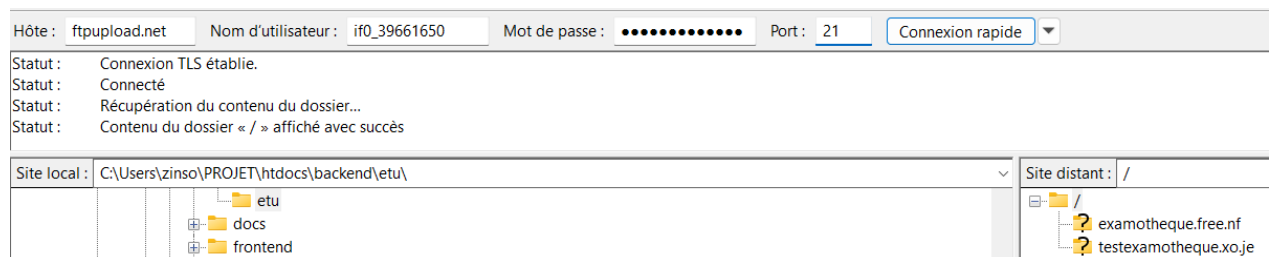 Hôte : ftpupload.net Nom d'utilisateur : if0_39661650 Mot de passe : ●●●●●●●●●●●●● Port : 21 Connexion rapide
Statut : Connexion TLS établie.
Statut : Connecté
Statut : Récupération du contenu du dossier...
Statut : Contenu du dossier « / » affiché avec succès
Site local : C:\Users\zinso\PROJET\htdocs\backend\etu\
etu
docs
frontend
Site distant : /
/
examotheque.free.nf
testexamotheque.xo.je